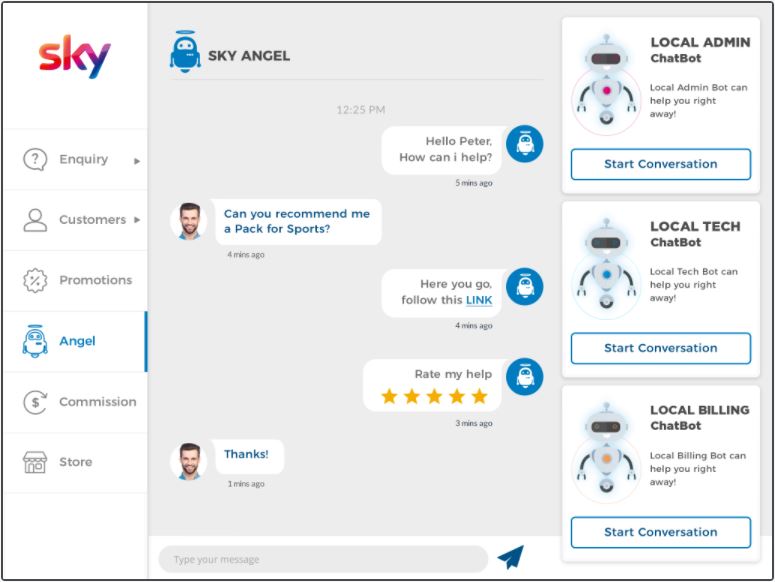 sky
Enquiry
Customers
Promotions
Angel
Commission
Store
SKY ANGEL
12:25 PM
Hello Peter,
How can i help?
5 mins ago
Can you recommend me
a Pack for Sports?
4 mins ago
Here you go,
follow this LINK
4 mins ago
Rate my help
3 mins ago
Thanks!
1 mins ago
Type your message
LOCAL ADMIN
ChatBot
Local Admin Bot can
help you right
away!
Start Conversation
LOCAL TECH
ChatBot
Local Tech Bot can
help you right
away!
Start Conversation
LOCAL BILLING
ChatBot
Local Billing Bot can
help you right
away!
Start Conversation